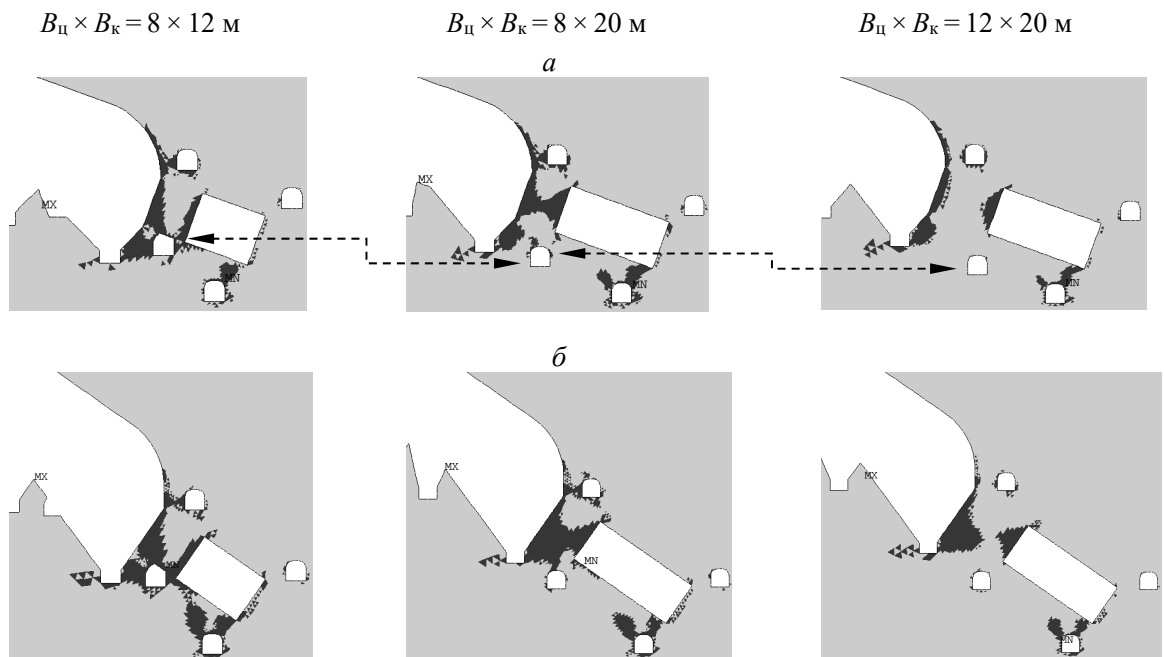 Bц × Bк = 8 × 12 м
Bц × Bк = 8 × 20 м
Bц × Bк = 12 × 20 м
а
MX
MN
MX
MN
MX
MN
б
MX
MN
MX
MN
MX
MN